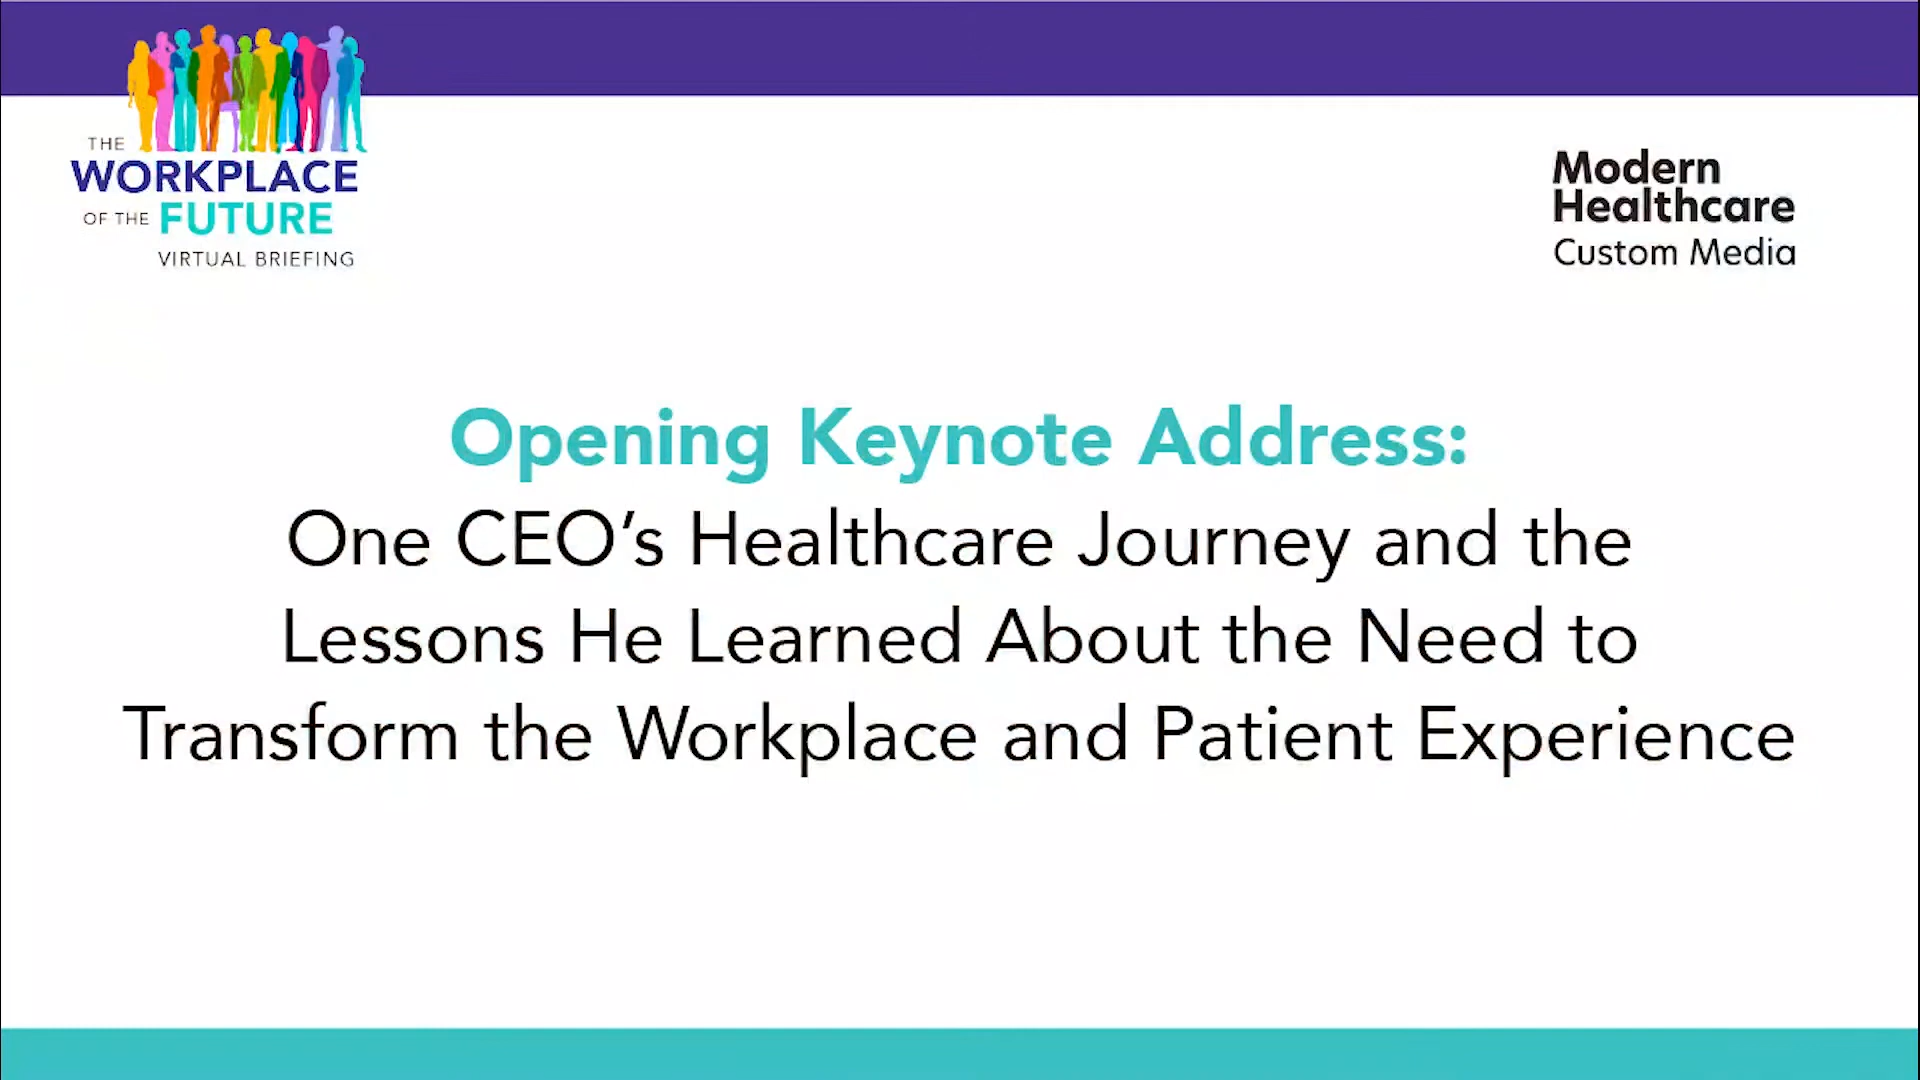 THE
WORKPLACE
OF THE FUTURE
VIRTUAL BRIEFING
Modern
Healthcare
Custom Media
Opening Keynote Address:
One CEO’s Healthcare Journey and the
Lessons He Learned About the Need to
Transform the Workplace and Patient Experience